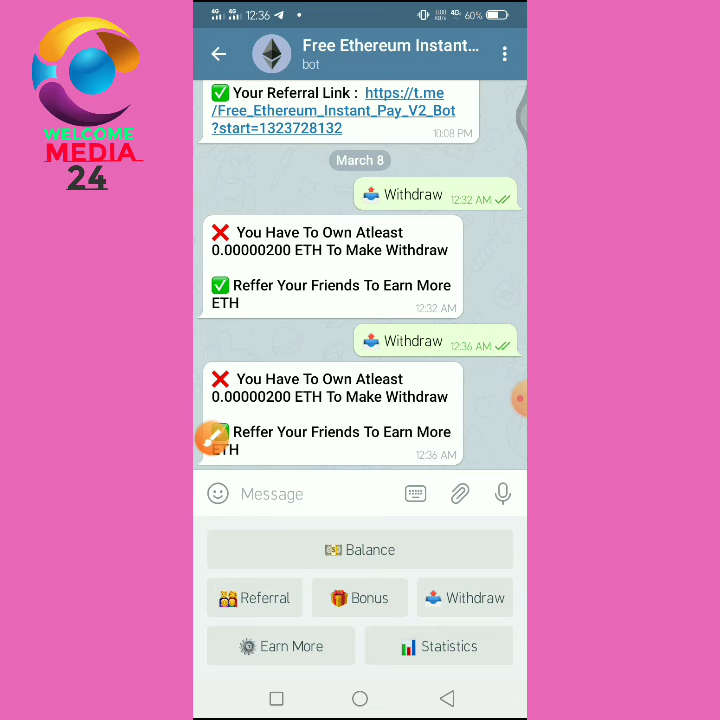 4G 4G 12:36 60%
Free Ethereum Instant...
bot
WELCOME
MEDIA
24
✅ Your Referral Link : https://t.me
/Free_Ethereum_Instant_Pay_V2_Bot
?start=1323728132
10:08 PM
March 8
Withdraw 12:32 AM
❌ You Have To Own Atleast
0.00000200 ETH To Make Withdraw
✅ Reffer Your Friends To Earn More
ETH
12:32 AM
Withdraw 12:36 AM
❌ You Have To Own Atleast
0.00000200 ETH To Make Withdraw
Reffer Your Friends To Earn More
ETH
12:36 AM
Message
Balance
Referral Bonus Withdraw
Earn More Statistics